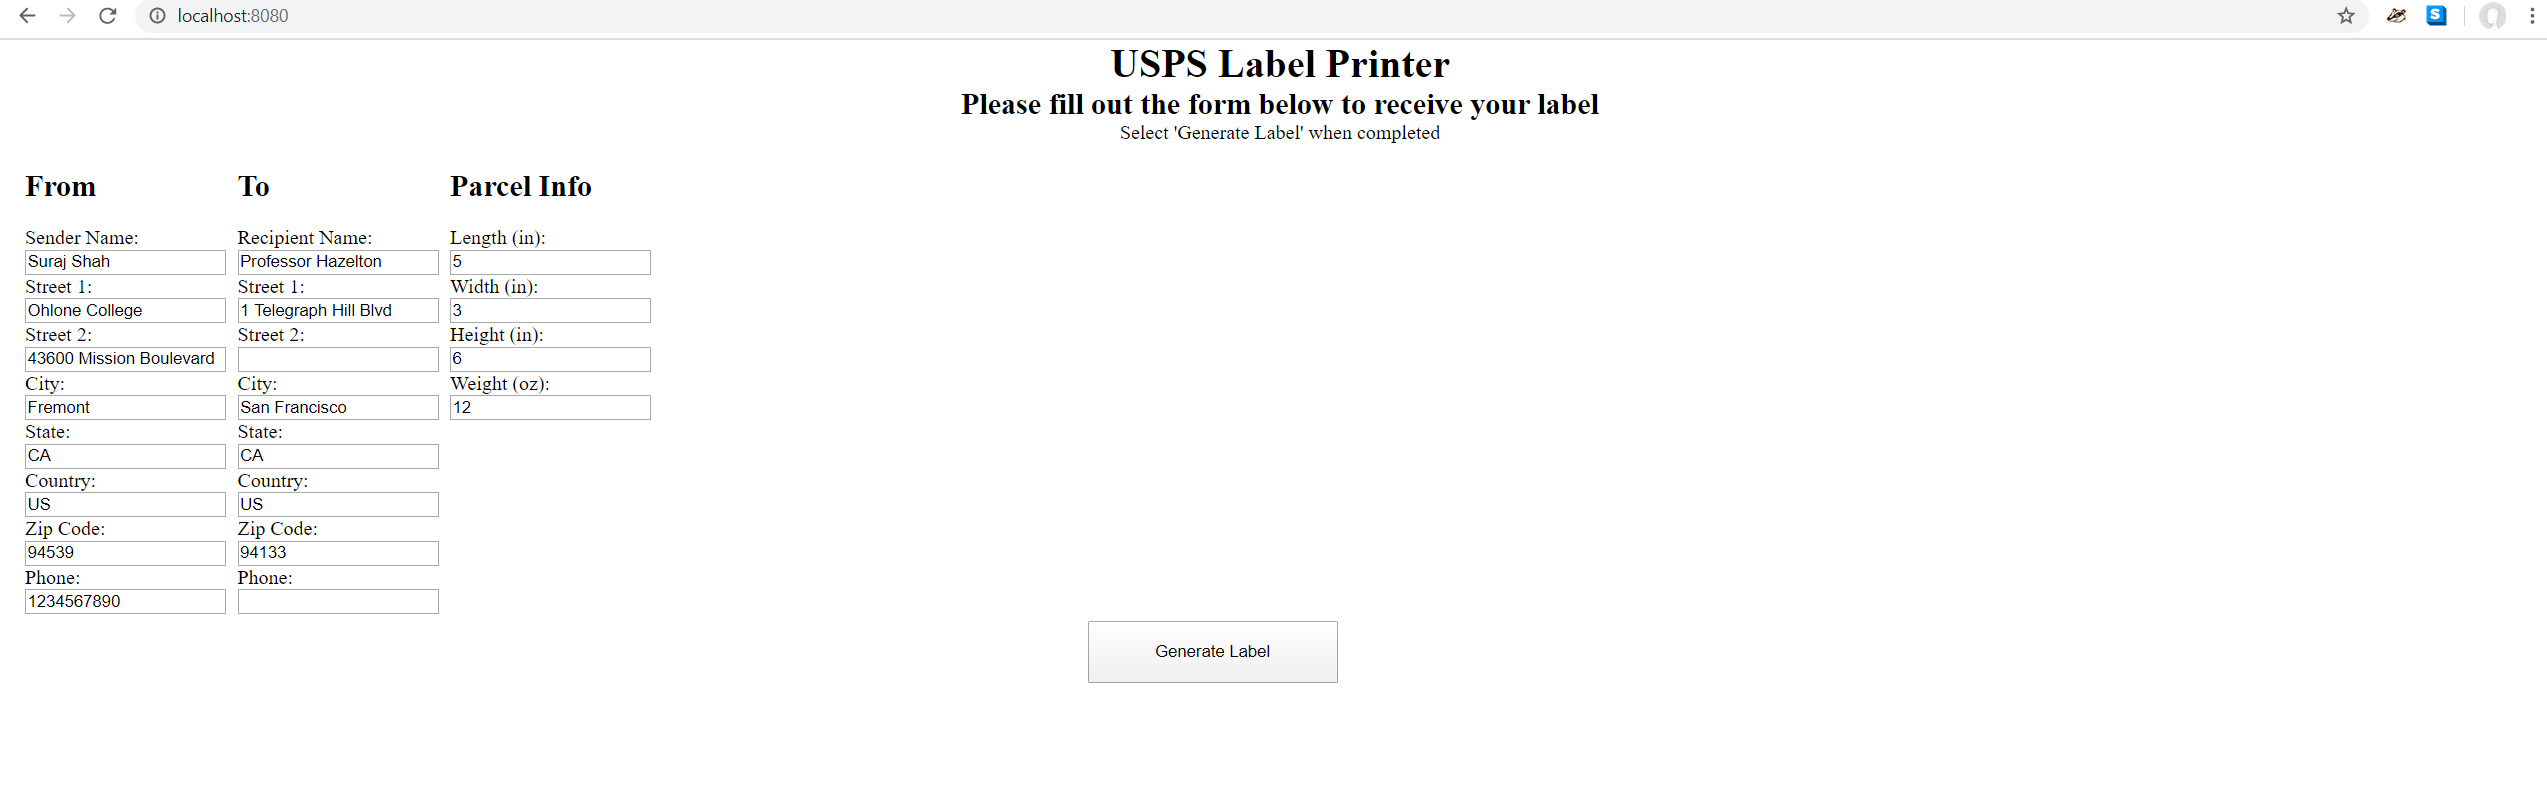 localhost:8080
USPS Label Printer
Please fill out the form below to receive your label
Select 'Generate Label' when completed
From
Sender Name:
Suraj Shah
Street 1:
Ohlone College
Street 2:
43600 Mission Boulevard
City:
Fremont
State:
CA
Country:
US
Zip Code:
94539
Phone:
1234567890
To
Recipient Name:
Professor Hazelton
Street 1:
1 Telegraph Hill Blvd
Street 2:
City:
San Francisco
State:
CA
Country:
US
Zip Code:
94133
Phone:
Parcel Info
Length (in):
5
Width (in):
3
Height (in):
6
Weight (oz):
12
Generate Label
S